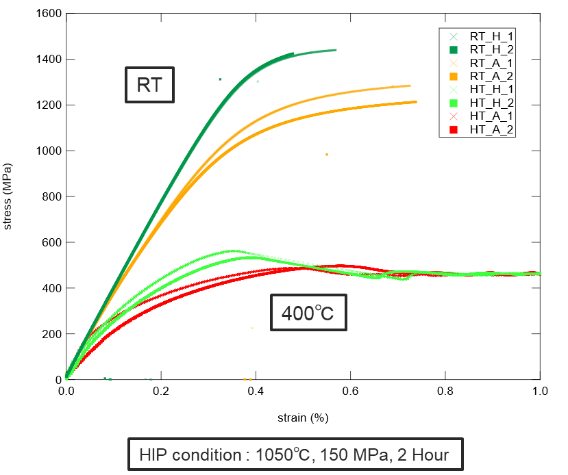 1600
1400
1200
1000
800
600
400
200
0
stress (MPa)
RT
RT_H_1
RT_H_2
RT_A_1
RT_A_2
HT_H_1
HT_H_2
HT_A_1
HT_A_2
400℃
0.0 0.2 0.4 0.6 0.8 1.0
strain (%)
HIP condition : 1050℃, 150 MPa, 2 Hour